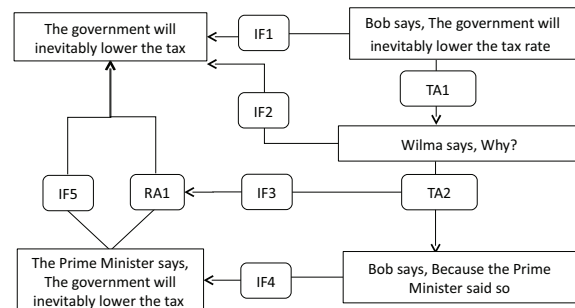 The government will
inevitably lower the tax
IF1
Bob says, The government will
inevitably lower the tax rate
TA1
IF2
Wilma says, Why?
IF5
RA1
IF3
TA2
The Prime Minister says,
The government will
inevitably lower the tax
IF4
Bob says, Because the Prime
Minister said so